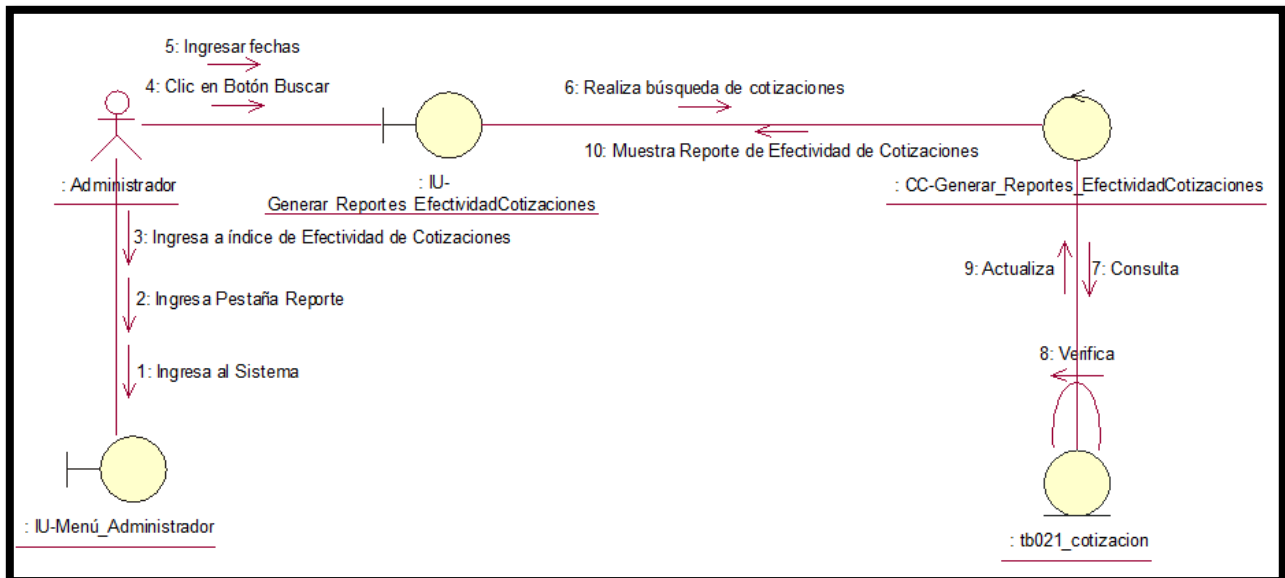 5: Ingresar fechas
4: Clic en Botón Buscar
6: Realiza búsqueda de cotizaciones
10: Muestra Reporte de Efectividad de Cotizaciones
: Administrador
: IU-
Generar_Reportes_EfectividadCotizaciones
: CC-Generar_Reportes_EfectividadCotizaciones
3: Ingresa a índice de Efectividad de Cotizaciones
9: Actualiza
7: Consulta
2: Ingresa Pestaña Reporte
8: Verifica
1: Ingresa al Sistema
: IU-Menú_Administrador
: tb021_cotizacion